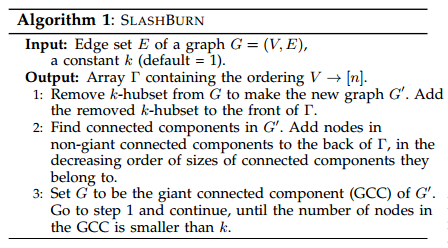 Algorithm 1: SLASHBURN
Input: Edge set E of a graph G = (V, E),
a constant k (default = 1).
Output: Array Γ containing the ordering V → [n].
1: Remove k-hubset from G to make the new graph G′. Add
the removed k-hubset to the front of Γ.
2: Find connected components in G′. Add nodes in
non-giant connected components to the back of Γ, in the
decreasing order of sizes of connected components they
belong to.
3: Set G to be the giant connected component (GCC) of G′.
Go to step 1 and continue, until the number of nodes in
the GCC is smaller than k.